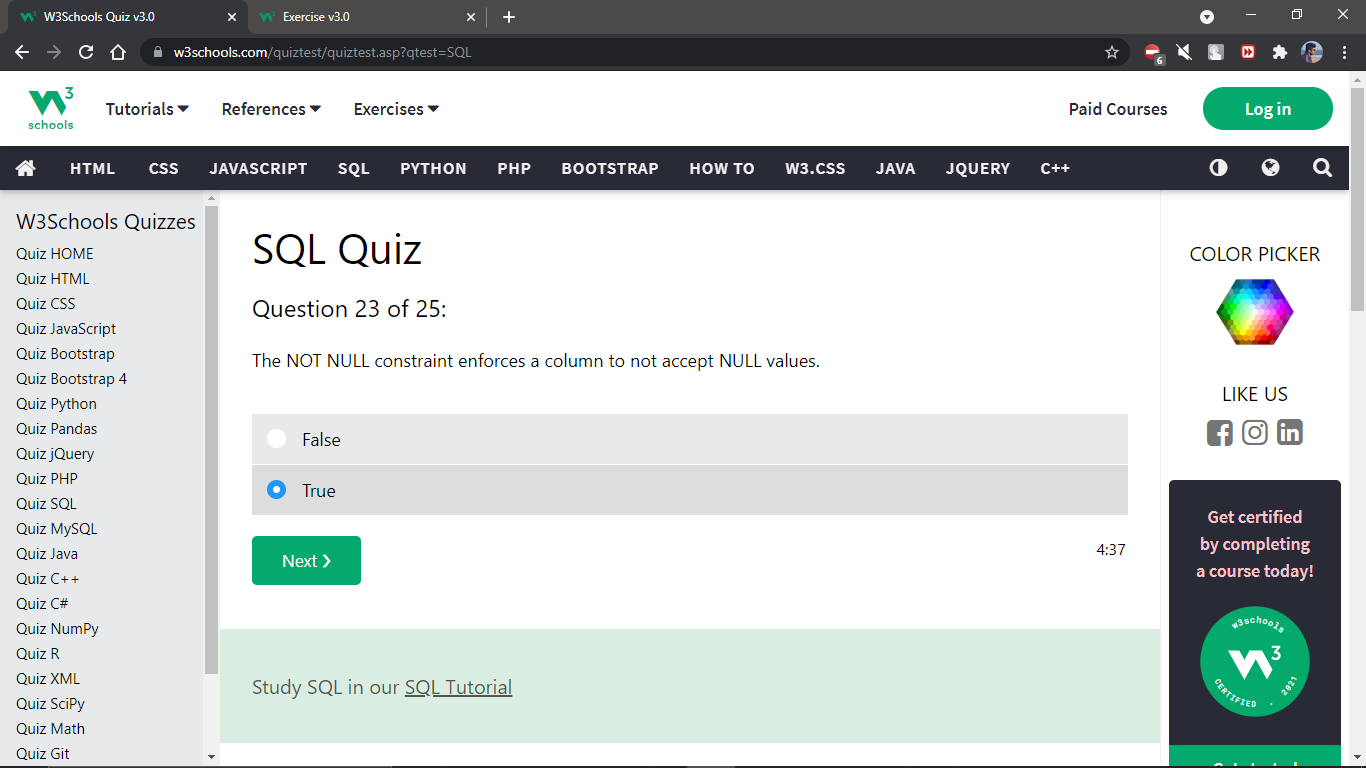 W3Schools Quiz v3.0
Exercise v3.0
w3schools.com/quiztest/quiztest.asp?qtest=SQL
6
3
schools
Tutorials
References
Exercises
Paid Courses
Log in
HTML
CSS
JAVASCRIPT
SQL
PYTHON
PHP
BOOTSTRAP
HOW TO
W3.CSS
JAVA
JQUERY
C++
W3Schools Quizzes
Quiz HOME
Quiz HTML
Quiz CSS
Quiz JavaScript
Quiz Bootstrap
Quiz Bootstrap 4
Quiz Python
Quiz Pandas
Quiz jQuery
Quiz PHP
Quiz SQL
Quiz MySQL
Quiz Java
Quiz C++
Quiz C#
Quiz NumPy
Quiz R
Quiz XML
Quiz SciPy
Quiz Math
Quiz Git
SQL Quiz
Question 23 of 25:
The NOT NULL constraint enforces a column to not accept NULL values.
False
True
Next ❯
4:37
Study SQL in our SQL Tutorial
COLOR PICKER
LIKE US
Get certified
by completing
a course today!
w3schools
3
CERTIFIED . 2021